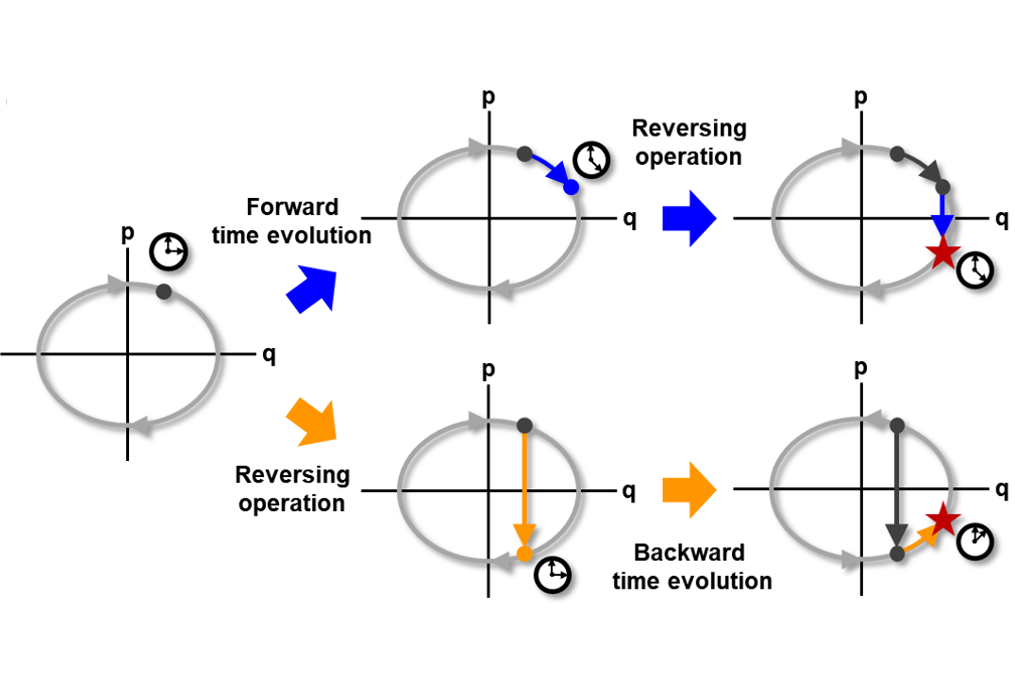 p
q
Forward
time evolution
p
q
Reversing
operation
p
q
Reversing
operation
p
q
Backward
time evolution
p
q